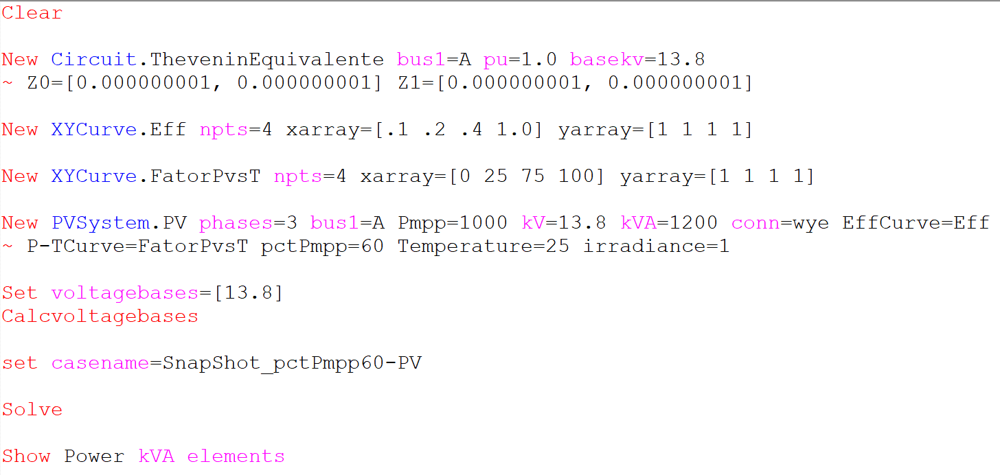 Clear
New Circuit.TheveninEquivalente bus1=A pu=1.0 basekv=13.8
~ Z0=[0.000000001, 0.000000001] Z1=[0.000000001, 0.000000001]
New XYCurve.Eff npts=4 xarray=[.1 .2 .4 1.0] yarray=[1 1 1 1]
New XYCurve.FatorPvsT npts=4 xarray=[0 25 75 100] yarray=[1 1 1 1]
New PVSystem.PV phases=3 bus1=A Pmpp=1000 kV=13.8 kVA=1200 conn=wye EffCurve=Eff
~ P-TCurve=FatorPvsT pctPmpp=60 Temperature=25 irradiance=1
Set voltagebases=[13.8]
Calcvoltagebases
set casename=SnapShot_pctPmpp60-PV
Solve
Show Power kVA elements